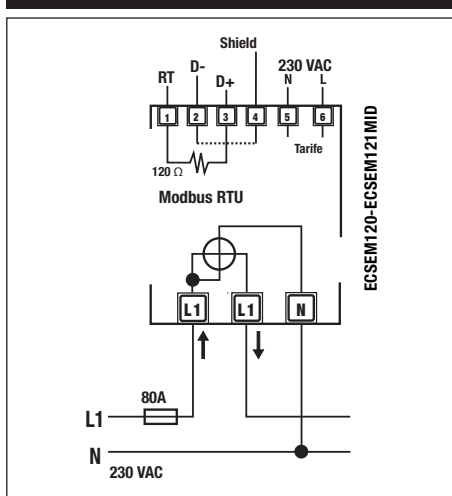 Shield
D-
230 VAC
RT
D+
N
L
1
2
3
4
5
6
Tarife
120 Ω
Modbus RTU
ECSEM120-ECSEM121MID
L1
L1
N
80A
L1
N
230 VAC